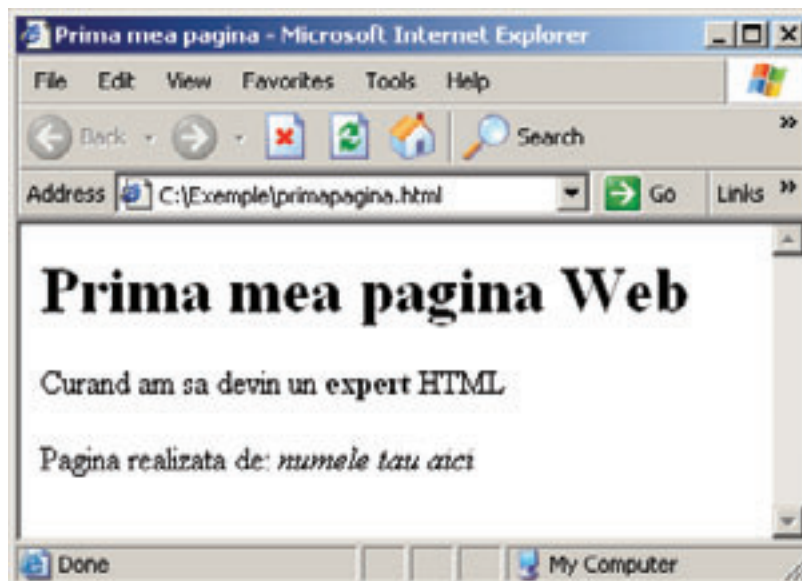 Prima mea pagina - Microsoft Internet Explorer
File Edit View Favorites Tools Help
Back Search »
Address C:\Exemple\primapagina.html Go Links »
Prima mea pagina Web
Curand am sa devin un expert HTML
Pagina realizata de: numele tau aici
Done My Computer